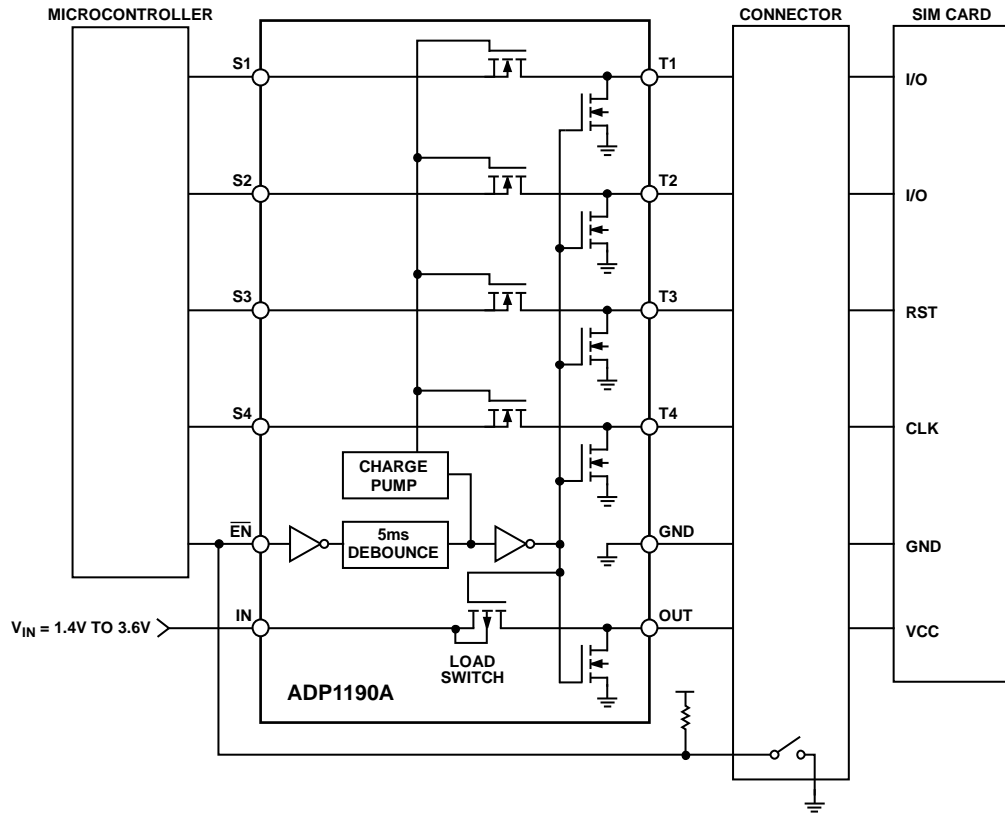 MICROCONTROLLER
CONNECTOR
SIM CARD
S1
T1
I/O
S2
T2
I/O
S3
T3
RST
S4
T4
CLK
CHARGE
PUMP
EN
5ms
DEBOUNCE
GND
GND
IN
OUT
VIN = 1.4V TO 3.6V
VCC
LOAD
SWITCH
ADP1190A